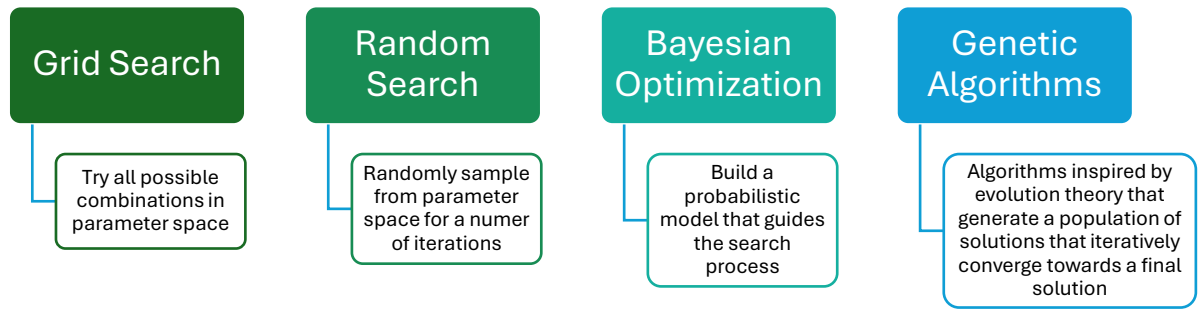 Grid Search
Try all possible
combinations in
parameter space
Random
Search
Randomly sample
from parameter
space for a numer
of iterations
Bayesian
Optimization
Build a
probabilistic
model that guides
the search
process
Genetic
Algorithms
Algorithms inspired by
evolution theory that
generate a population of
solutions that iteratively
converge towards a final
solution